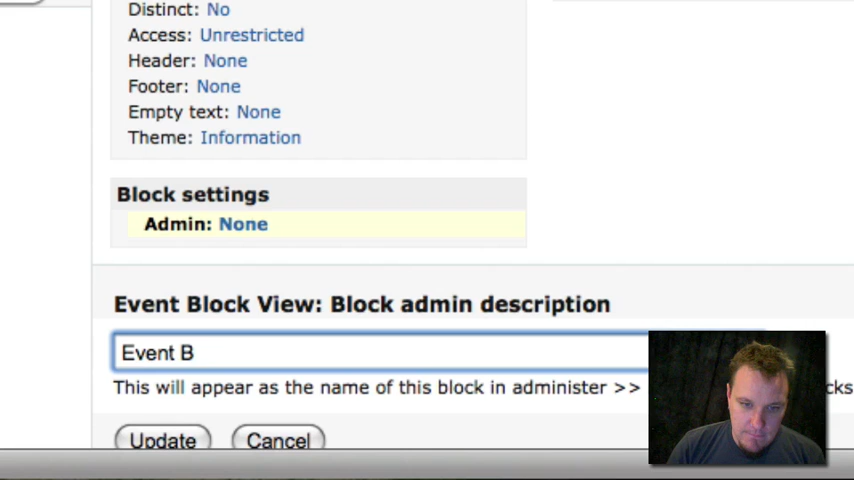 Distinct: No
Access: Unrestricted
Header: None
Footer: None
Empty text: None
Theme: Information
Block settings
Admin: None
Event Block View: Block admin description
Event B
This will appear as the name of this block in administer >> cks
Update Cancel